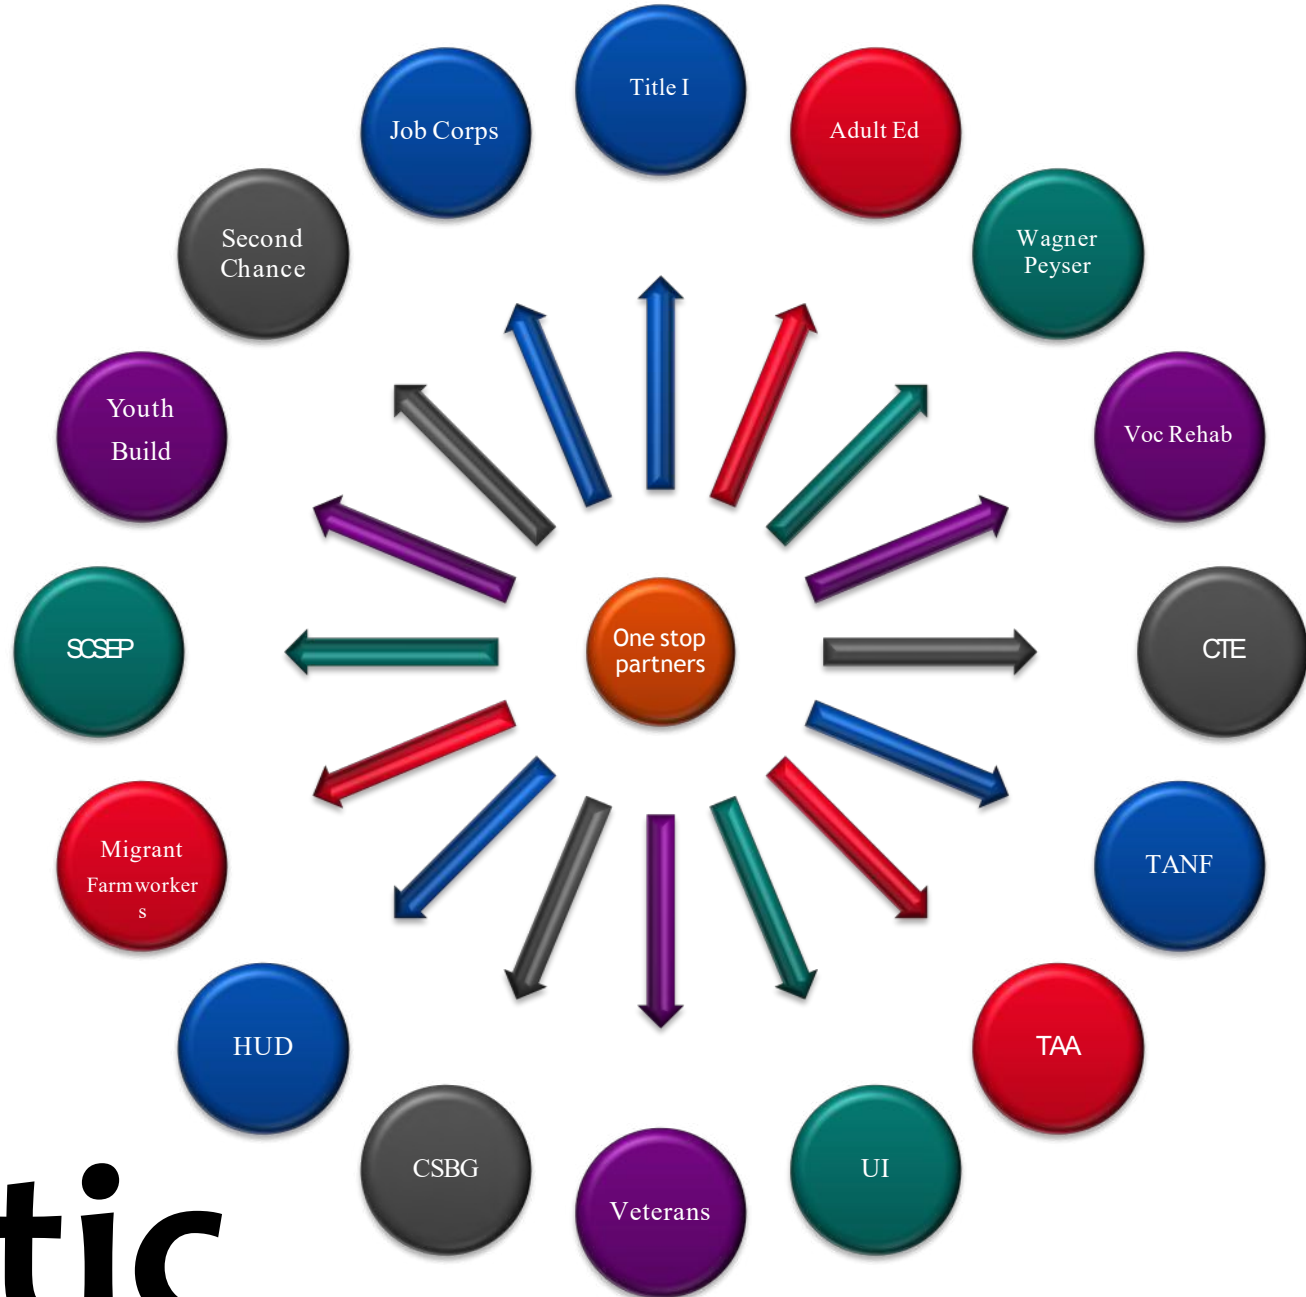 Title I
Job Corps
Adult Ed
Second
Chance
Wagner
Peyser
Youth
Build
Voc Rehab
One stop
partners
SCSEP
CTE
Migrant
Farmworker
s
TANF
HUD
TAA
CSBG
UI
Veterans
tic